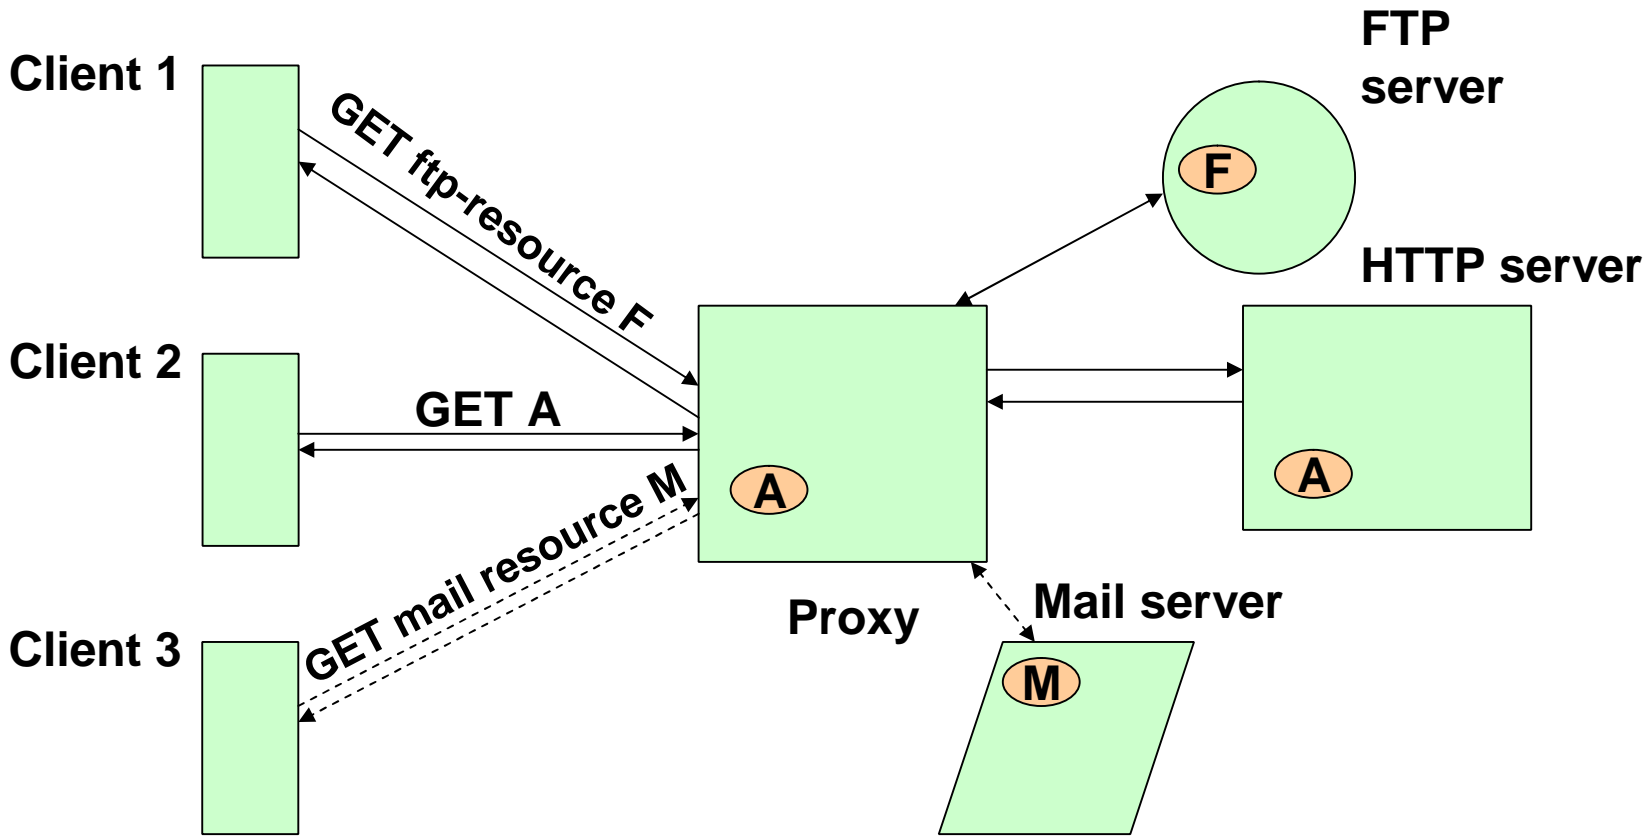 FTP
server
Client 1
GET ftp-resource F
F
HTTP server
Client 2
GET A
A
A
GET mail resource M
Proxy
Mail server
Client 3
M